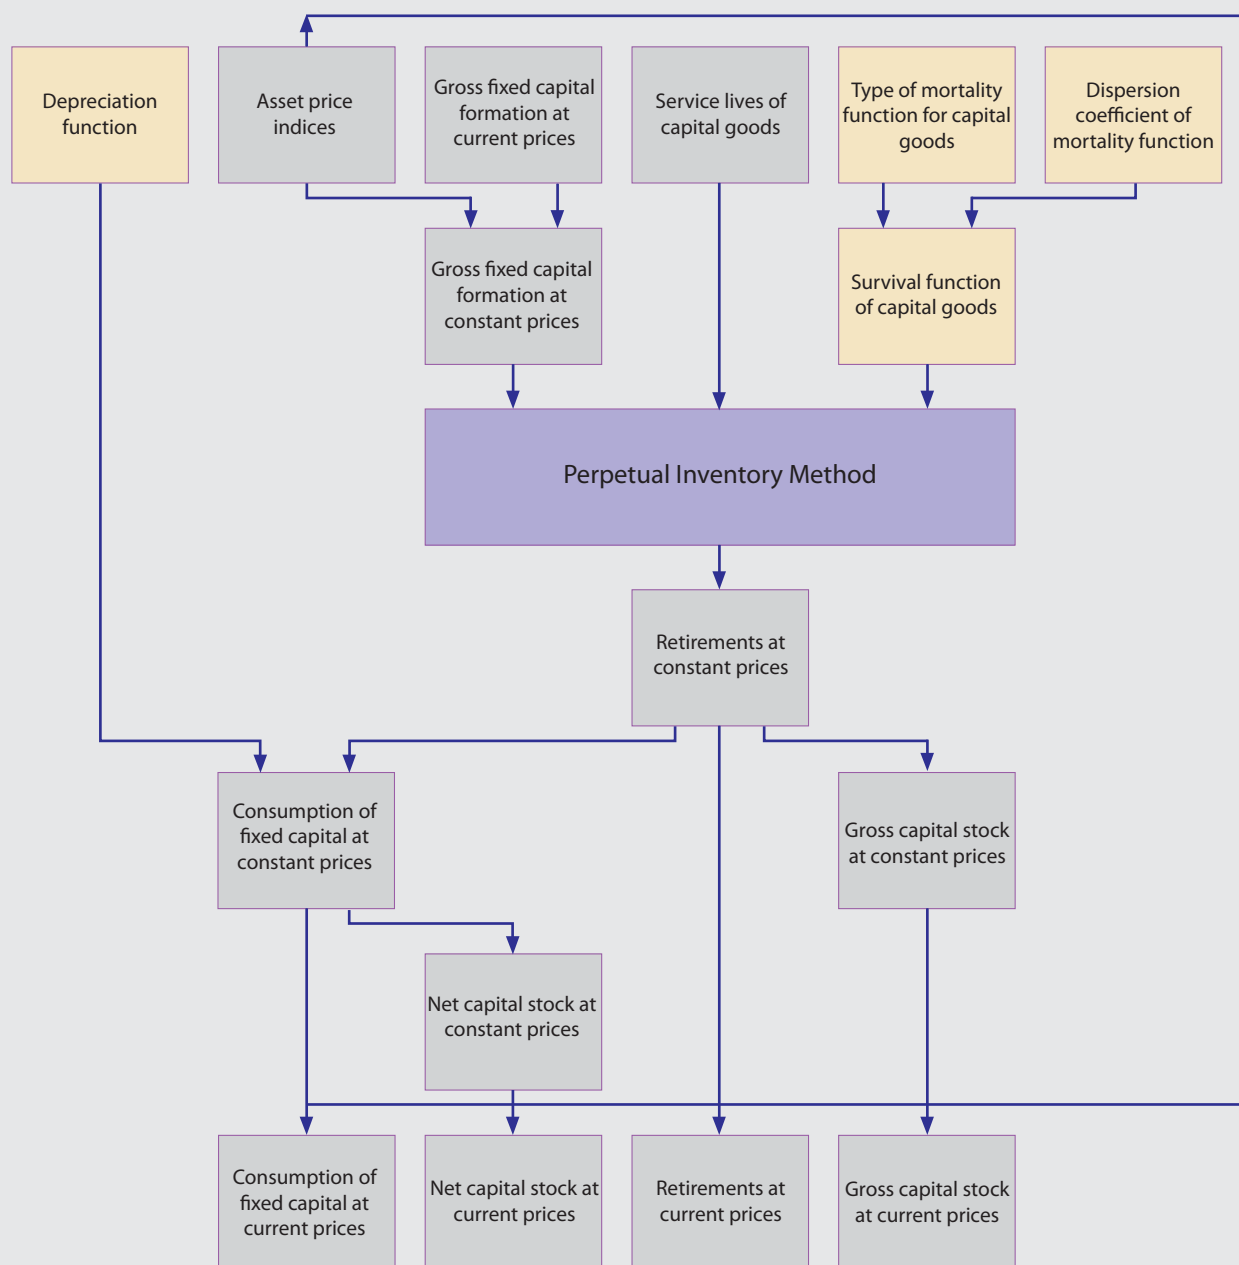 Depreciation
function
Asset price
indices
Gross fixed capital
formation at
current prices
Service lives of
capital goods
Type of mortality
function for capital
goods
Dispersion
coefficient of
mortality function
Gross fixed capital
formation at
constant prices
Survival function
of capital goods
Perpetual Inventory Method
Retirements at
constant prices
Consumption of
fixed capital at
constant prices
Gross capital stock
at constant prices
Net capital stock at
constant prices
Consumption of
fixed capital at
current prices
Net capital stock at
current prices
Retirements at
current prices
Gross capital stock
at current prices